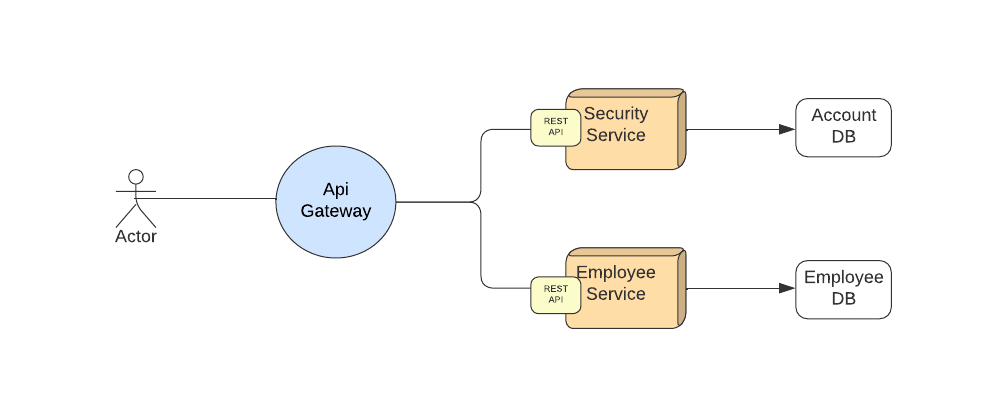 Actor
Api
Gateway
REST
API
Security
Service
Account
DB
REST
API
Employee
Service
Employee
DB